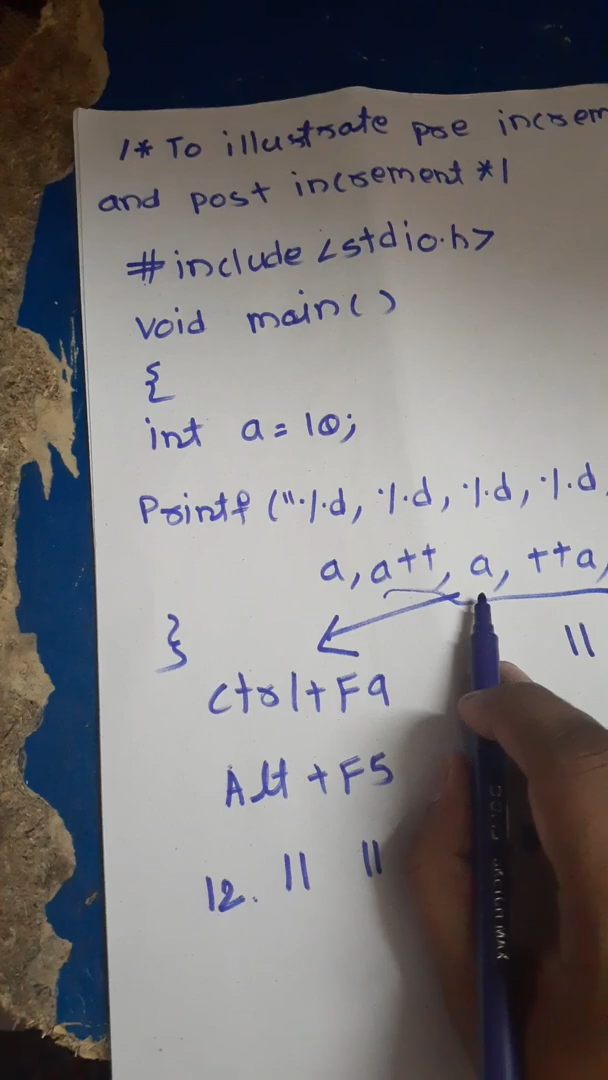 /* To illustrate pre increm
and post increment */
#include <stdio.h>
void main()
{
int a = 10;
Printf ("%d, %d, %d, %d,
a, a++, a, ++a,
}
11
Ctrl+F9
Alt + F5
12. 11 11